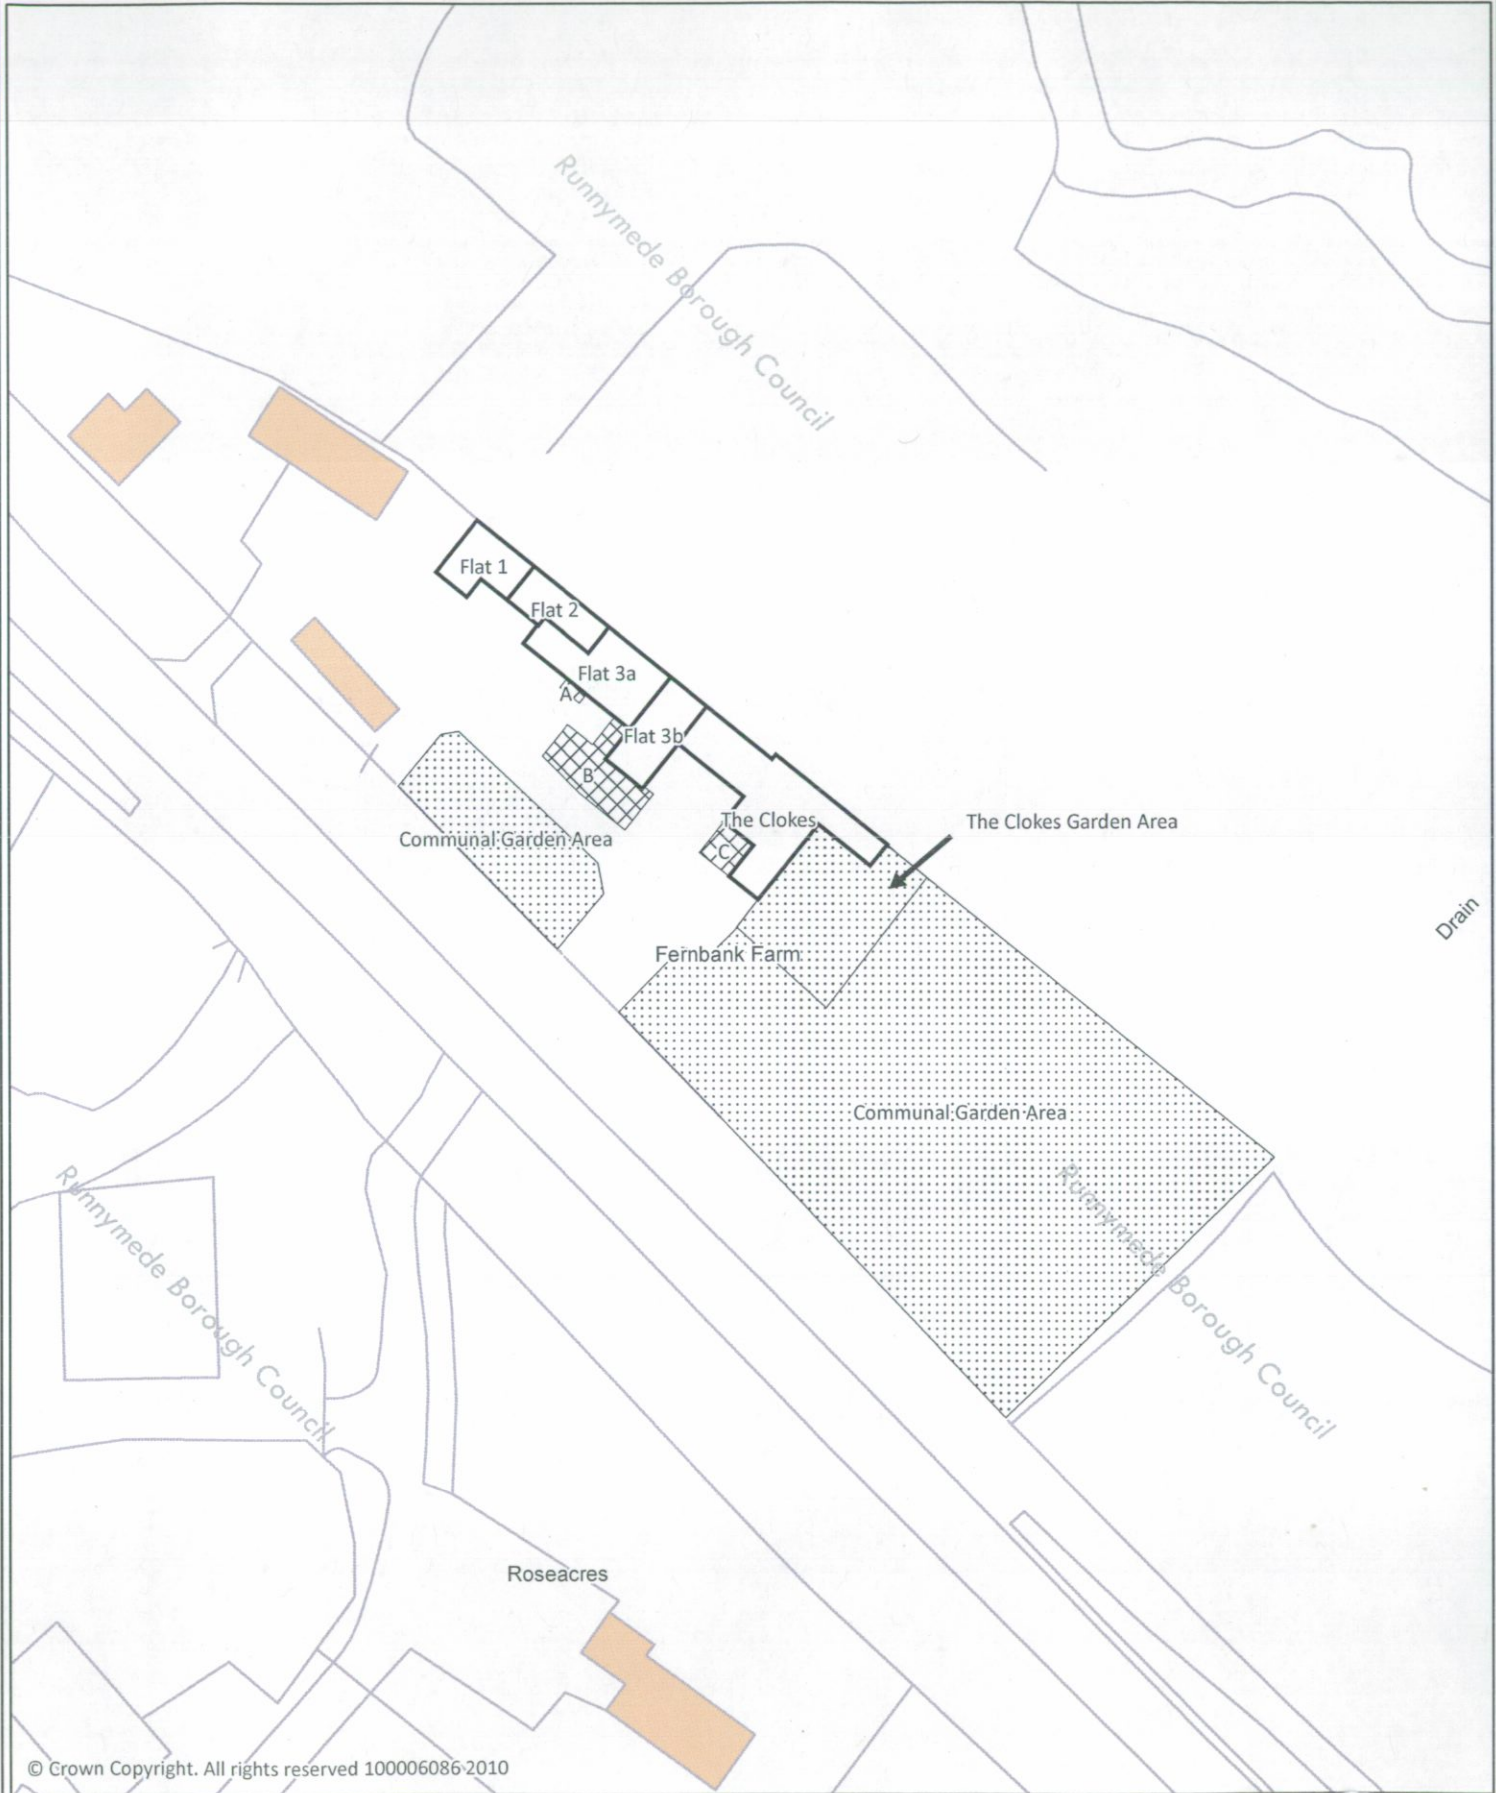 Runnymede Borough Council
Flat 1
Flat 2
Flat 3a
A
Flat 3b
B
The Clokes
The Clokes Garden Area
Communal Garden Area
C
Drain
Fernbank Farm
Communal Garden Area
Runnymede Borough Council
Runnymede Borough Council
Roseacres
© Crown Copyright. All rights reserved 100006086 2010